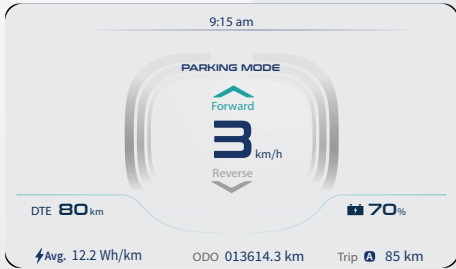 9:15 am
PARKING MODE
Forward
3 km/h
Reverse
DTE 80 km 70%
Avg. 12.2 Wh/km ODO 013614.3 km Trip A 85 km